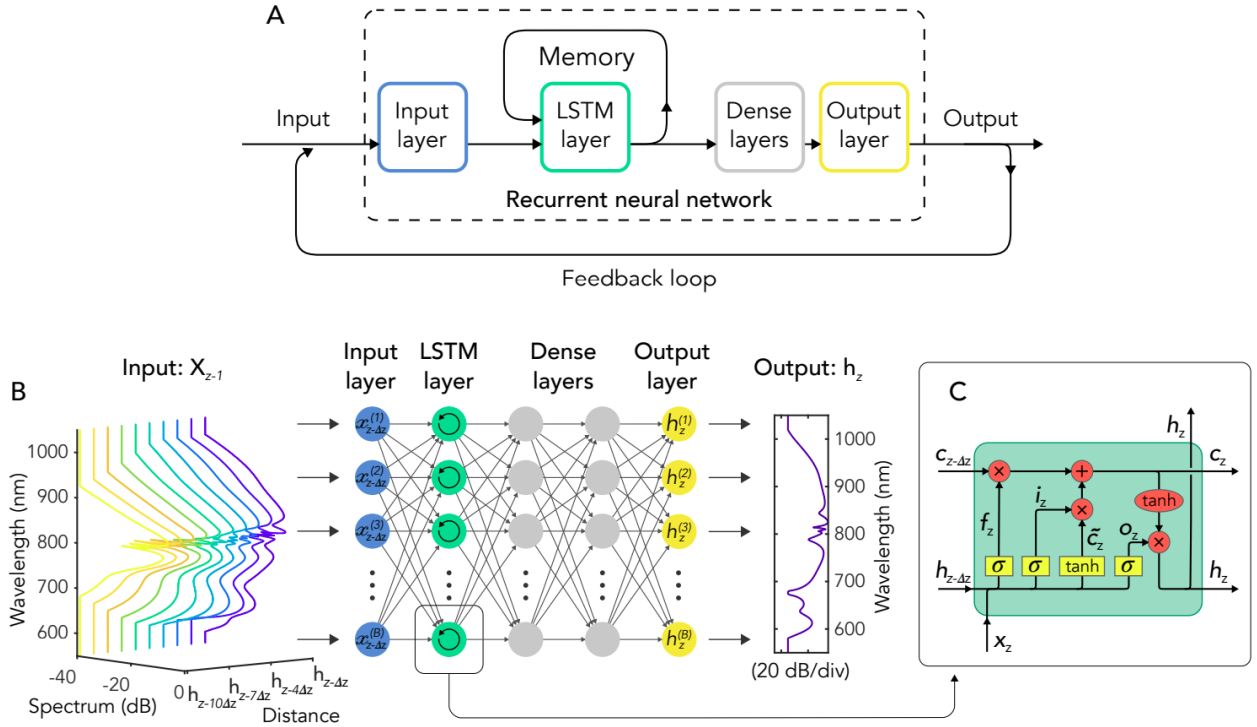 A
Memory
Input
Input
layer
LSTM
layer
Dense
layers
Output
layer
Output
Recurrent neural network
Feedback loop
B
Input: X_{z-1}
Input
layer
LSTM
layer
Dense
layers
Output
layer
Output: h_z
Wavelength (nm)
1000
900
800
700
600
-40
-20
0
Spectrum (dB)
h_{z-10Δz}
h_{z-7Δz}
h_{z-4Δz}
h_{z-Δz}
Distance
x_{z-Δz}^{(1)}
x_{z-Δz}^{(2)}
x_{z-Δz}^{(3)}
x_{z-Δz}^{(B)}
h_z^{(1)}
h_z^{(2)}
h_z^{(3)}
h_z^{(B)}
1000
900
800
700
600
Wavelength (nm)
(20 dB/div)
C
h_z
c_{z-Δz}
×
+
c_z
tanh
i_z
×
f_z
c̃_z
o_z
×
σ
σ
tanh
σ
h_{z-Δz}
h_z
x_z